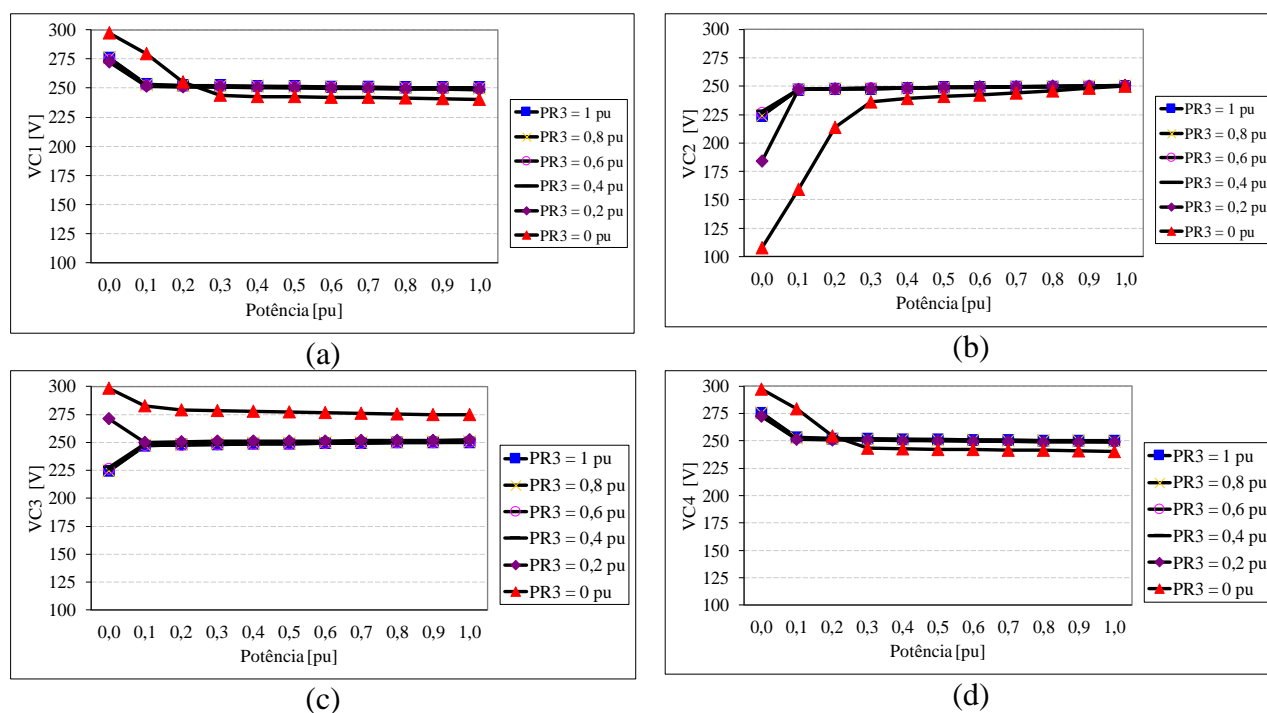 300
275
250
225
200
175
150
125
100
VC1 [V]
0,0 0,1 0,2 0,3 0,4 0,5 0,6 0,7 0,8 0,9 1,0
Potência [pu]
PR3 = 1 pu
PR3 = 0,8 pu
PR3 = 0,6 pu
PR3 = 0,4 pu
PR3 = 0,2 pu
PR3 = 0 pu
(a)
300
275
250
225
200
175
150
125
100
VC2 [V]
0,0 0,1 0,2 0,3 0,4 0,5 0,6 0,7 0,8 0,9 1,0
Potência [pu]
PR3 = 1 pu
PR3 = 0,8 pu
PR3 = 0,6 pu
PR3 = 0,4 pu
PR3 = 0,2 pu
PR3 = 0 pu
(b)
300
275
250
225
200
175
150
125
100
VC3 [V]
0,0 0,1 0,2 0,3 0,4 0,5 0,6 0,7 0,8 0,9 1,0
Potência [pu]
PR3 = 1 pu
PR3 = 0,8 pu
PR3 = 0,6 pu
PR3 = 0,4 pu
PR3 = 0,2 pu
PR3 = 0 pu
(c)
300
275
250
225
200
175
150
125
100
VC4 [V]
0,0 0,1 0,2 0,3 0,4 0,5 0,6 0,7 0,8 0,9 1,0
Potência [pu]
PR3 = 1 pu
PR3 = 0,8 pu
PR3 = 0,6 pu
PR3 = 0,4 pu
PR3 = 0,2 pu
PR3 = 0 pu
(d)